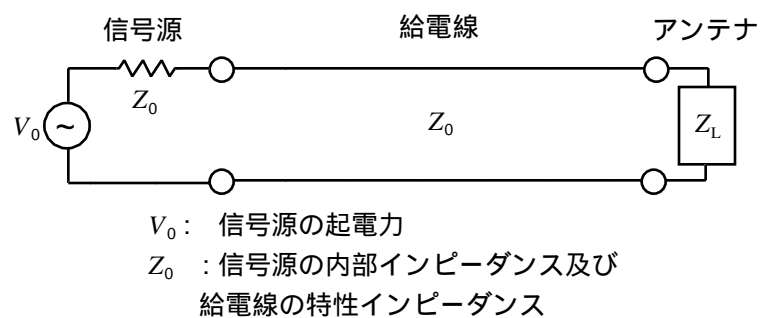 信号源 給電線 アンテナ
Z₀
V₀ ~ Z₀ Z_L
V₀ : 信号源の起電力
Z₀ : 信号源の内部インピーダンス及び
給電線の特性インピーダンス